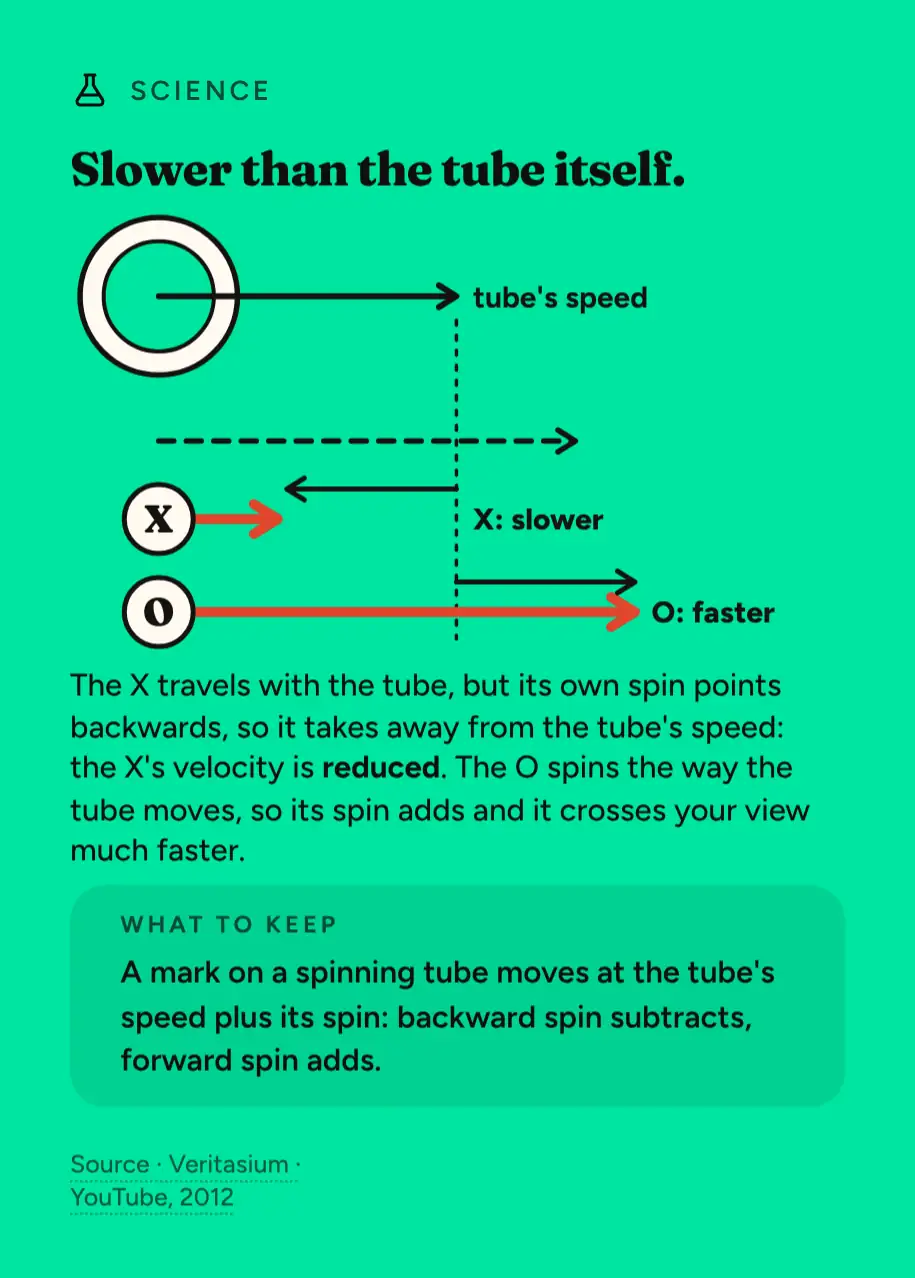 SCIENCE
Slower than the tube itself.
tube's speed
X
X: slower
O
O: faster
The X travels with the tube, but its own spin points
backwards, so it takes away from the tube's speed:
the X's velocity is reduced. The O spins the way the
tube moves, so its spin adds and it crosses your view
much faster.
WHAT TO KEEP
A mark on a spinning tube moves at the tube's
speed plus its spin: backward spin subtracts,
forward spin adds.
Source · Veritasium ·
YouTube, 2012